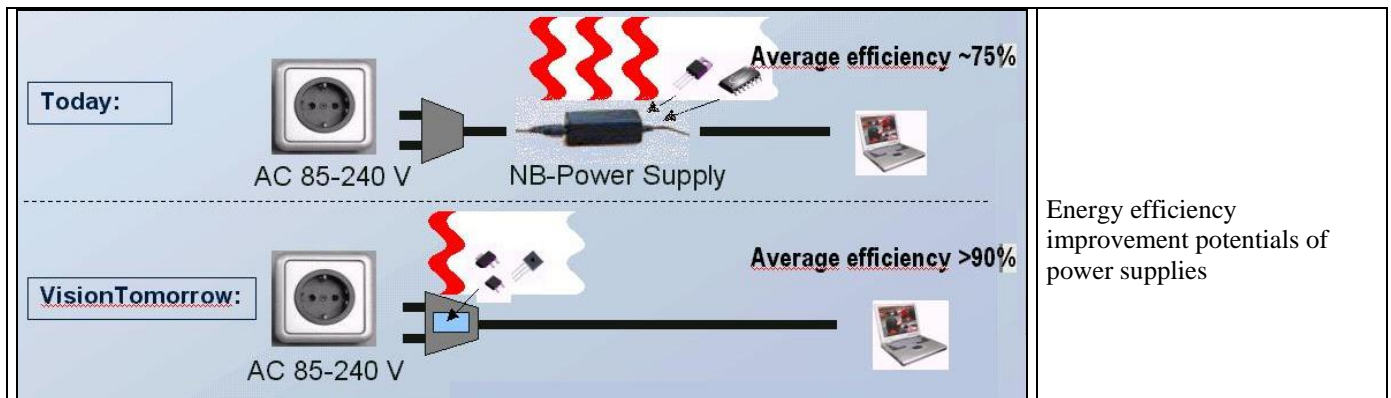 Average efficiency ~75%
Today:
AC 85-240 V
NB-Power Supply
Average efficiency >90%
VisionTomorrow:
AC 85-240 V
Energy efficiency
improvement potentials of
power supplies